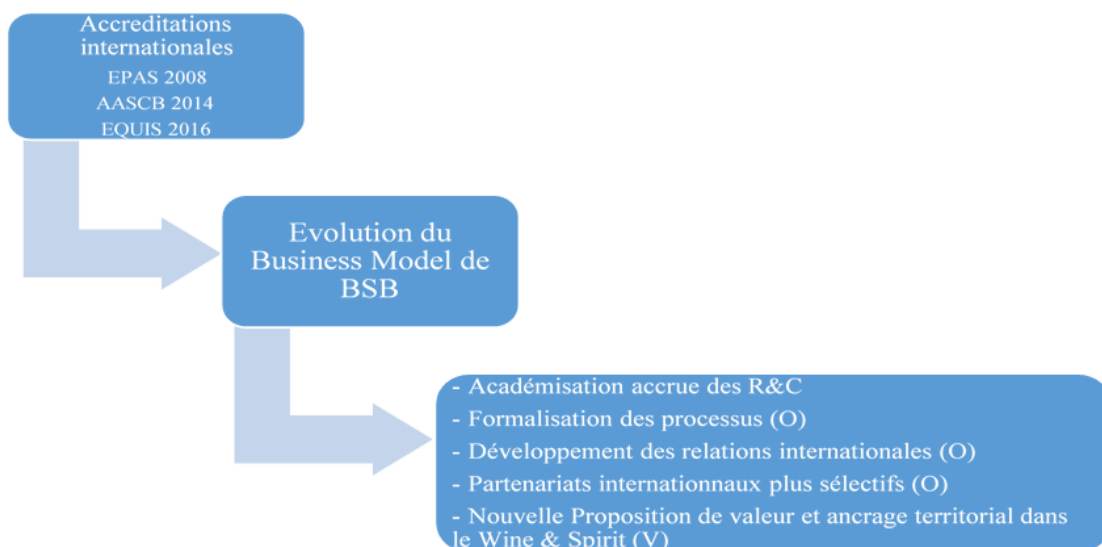 Accreditations
internationales
EPAS 2008
AASCB 2014
EQUIS 2016
Evolution du
Business Model de
BSB
- Académisation accrue des R&C
- Formalisation des processus (O)
- Développement des relations internationales (O)
- Partenariats internationnaux plus sélectifs (O)
- Nouvelle Proposition de valeur et ancrage territorial dans
le Wine & Spirit (V)